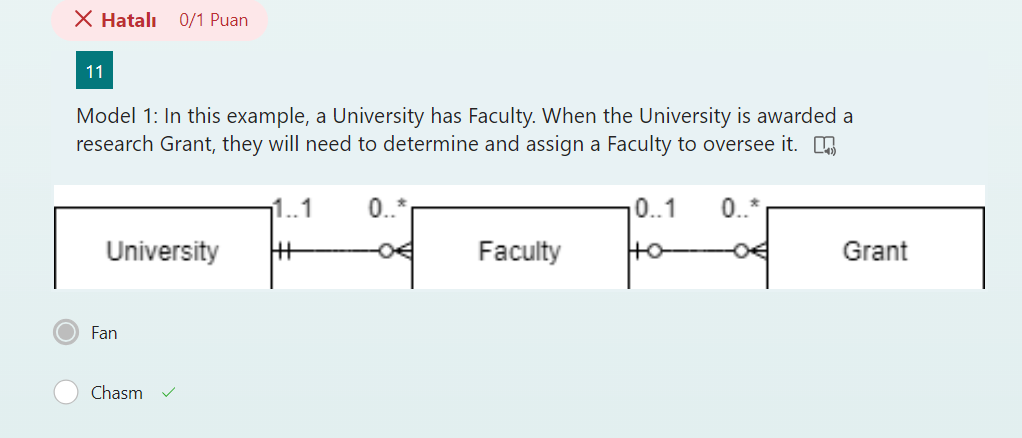 Hatalı 0/1 Puan
11
Model 1: In this example, a University has Faculty. When the University is awarded a
research Grant, they will need to determine and assign a Faculty to oversee it.
1..1 0..* 0..1 0..*
University Faculty Grant
Fan
Chasm